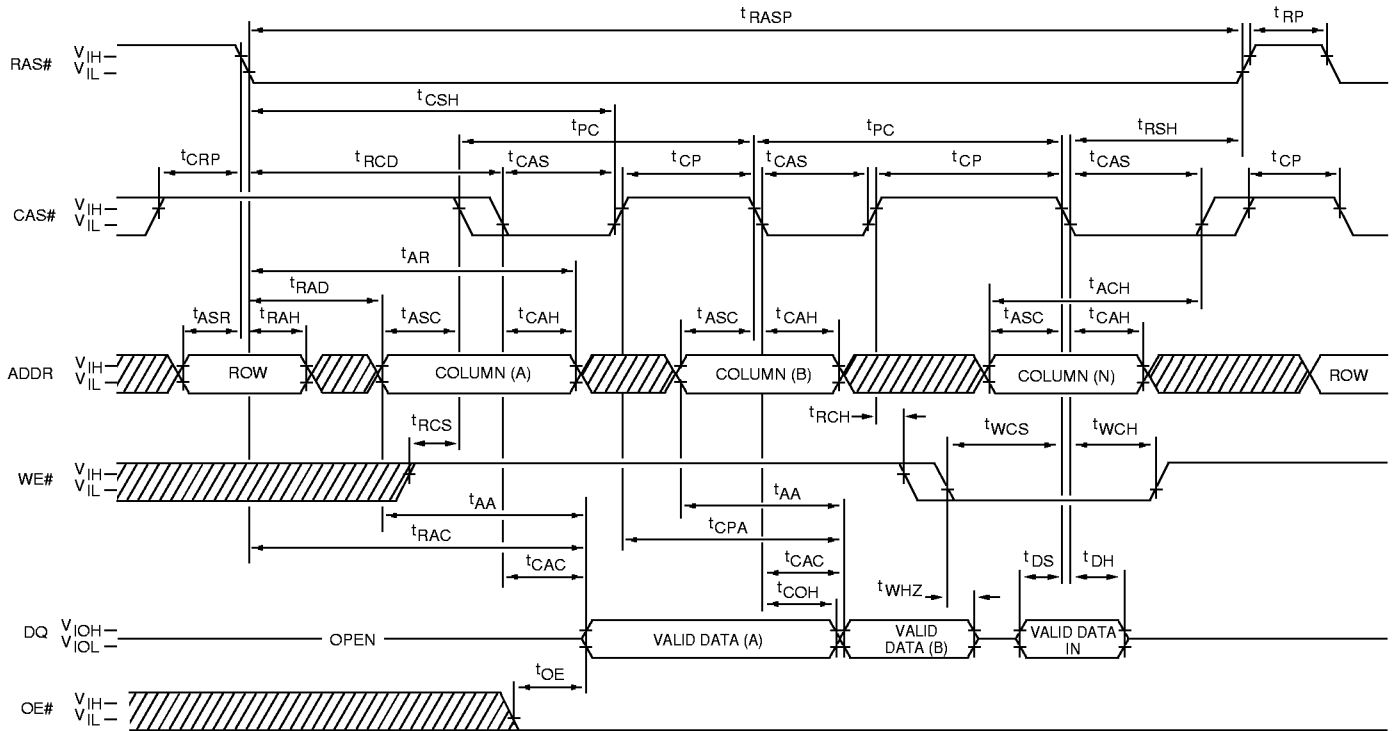 tRASP tRP
RAS# VIH VIL
tCSH
tPC tPC tRSH
tCRP tRCD tCAS tCP tCAS tCP tCAS tCP
CAS# VIH VIL
tAR
tRAD tACH
tASR tRAH tASC tCAH tASC tCAH tASC tCAH
ADDR VIH VIL ROW COLUMN (A) COLUMN (B) COLUMN (N) ROW
tRCS tRCH tWCS tWCH
WE# VIH VIL
tAA tAA
tRAC tCPA
tCAC tCAC tDS tDH
tCOH tWHZ
DQ VIOH VIOL OPEN VALID DATA (A) VALID DATA (B) VALID DATA IN
tOE
OE# VIH VIL